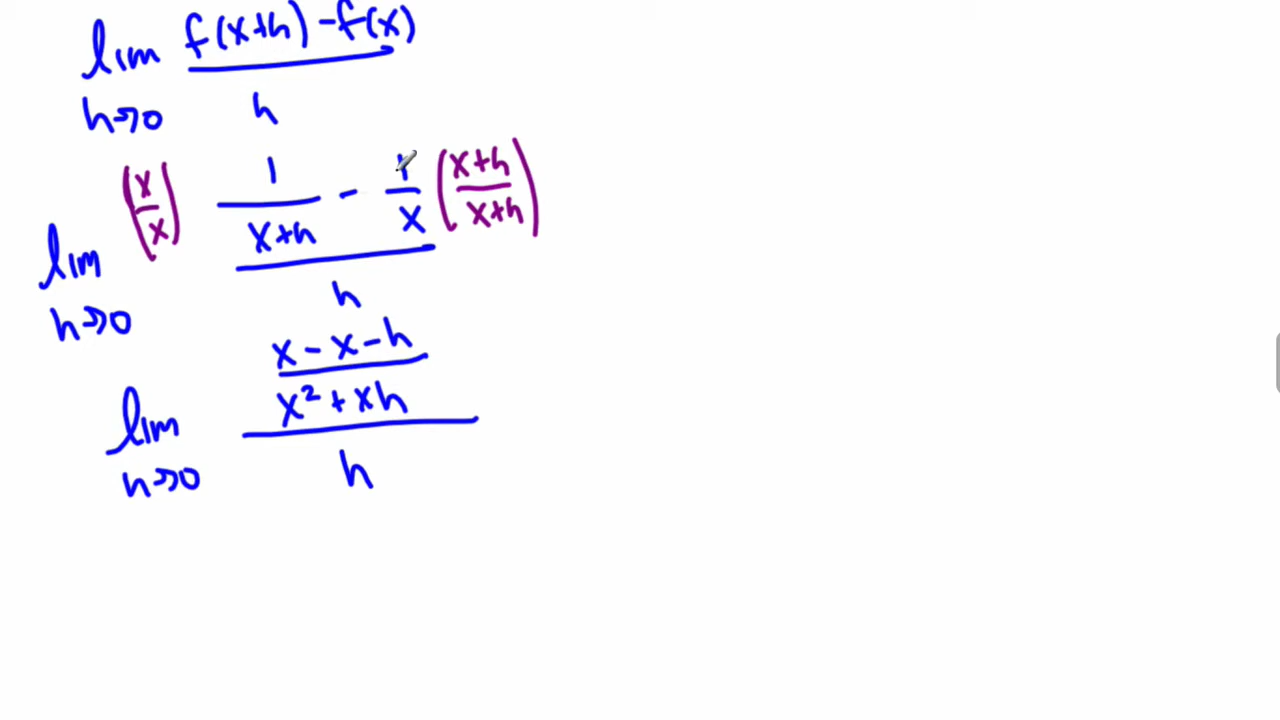 lim f(x+h) - f(x)
h→0 h
(x/x) 1/(x+h) - 1/x (x+h/x+h)
lim
h→0 h
x - x - h
x² + xh
lim
h→0 h